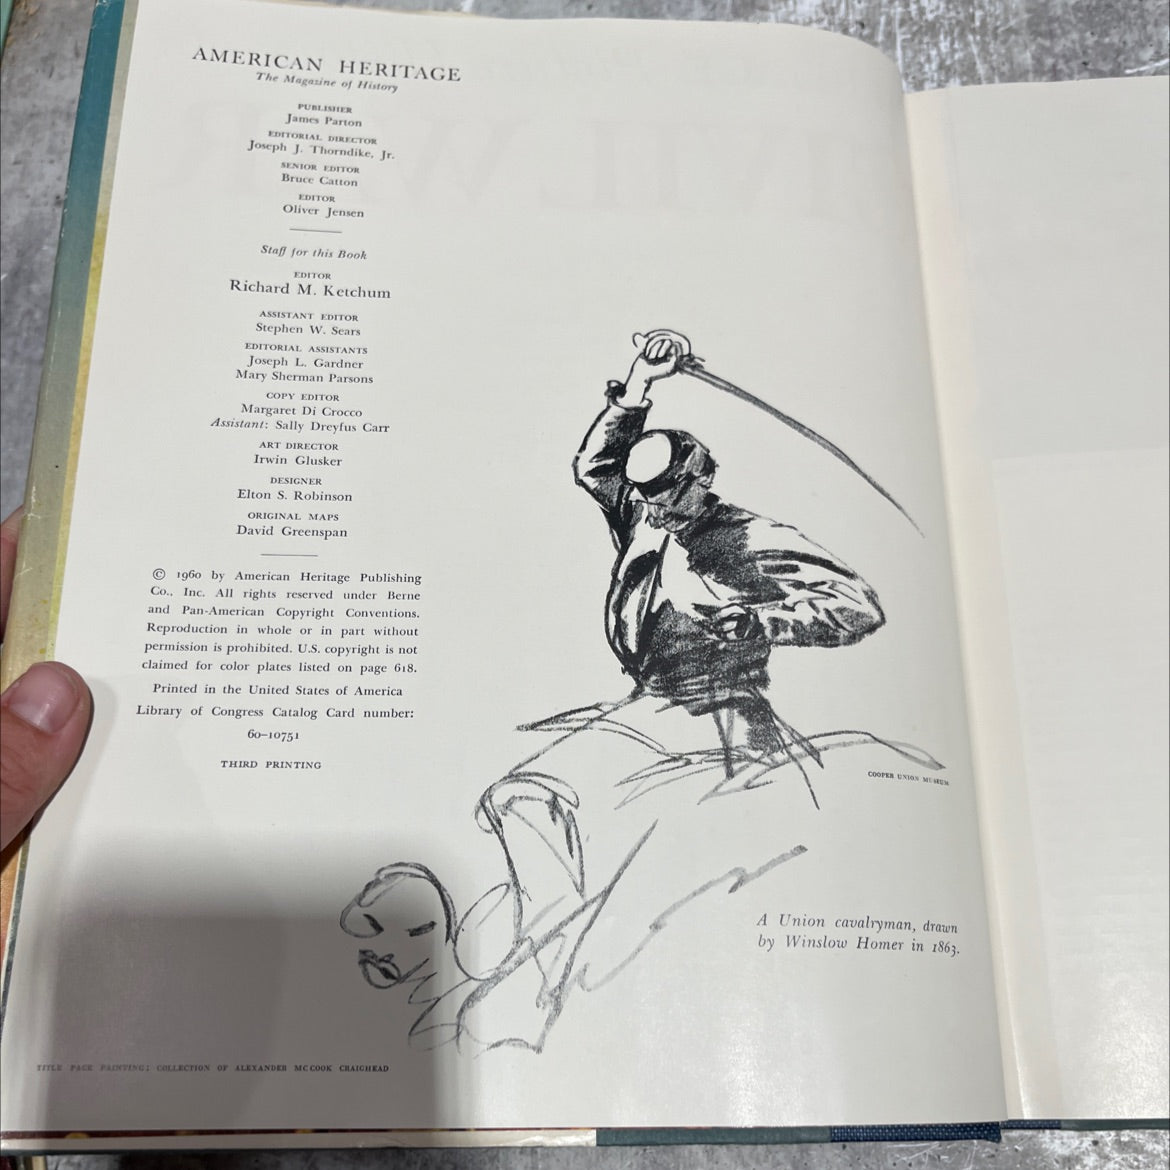 AMERICAN HERITAGE
The Magazine of History
PUBLISHER
James Parton
EDITORIAL DIRECTOR
Joseph J. Thorndike, Jr.
SENIOR EDITOR
Bruce Catton
EDITOR
Oliver Jensen
Staff for this Book
EDITOR
Richard M. Ketchum
ASSISTANT EDITOR
Stephen W. Sears
EDITORIAL ASSISTANTS
Joseph L. Gardner
Mary Sherman Parsons
COPY EDITOR
Margaret Di Crocco
Assistant: Sally Dreyfus Carr
ART DIRECTOR
Irwin Glusker
DESIGNER
Elton S. Robinson
ORIGINAL MAPS
David Greenspan
© 1960 by American Heritage Publishing
Co., Inc. All rights reserved under Berne
and Pan-American Copyright Conventions.
Reproduction in whole or in part without
permission is prohibited. U.S. copyright is not
claimed for color plates listed on page 618.
Printed in the United States of America
Library of Congress Catalog Card number:
60-10751
THIRD PRINTING
COOPER UNION MUSEUM
A Union cavalryman, drawn
by Winslow Homer in 1863.
TITLE PAGE PAINTING: COLLECTION OF ALEXANDER MC COOK CRAIGHEAD